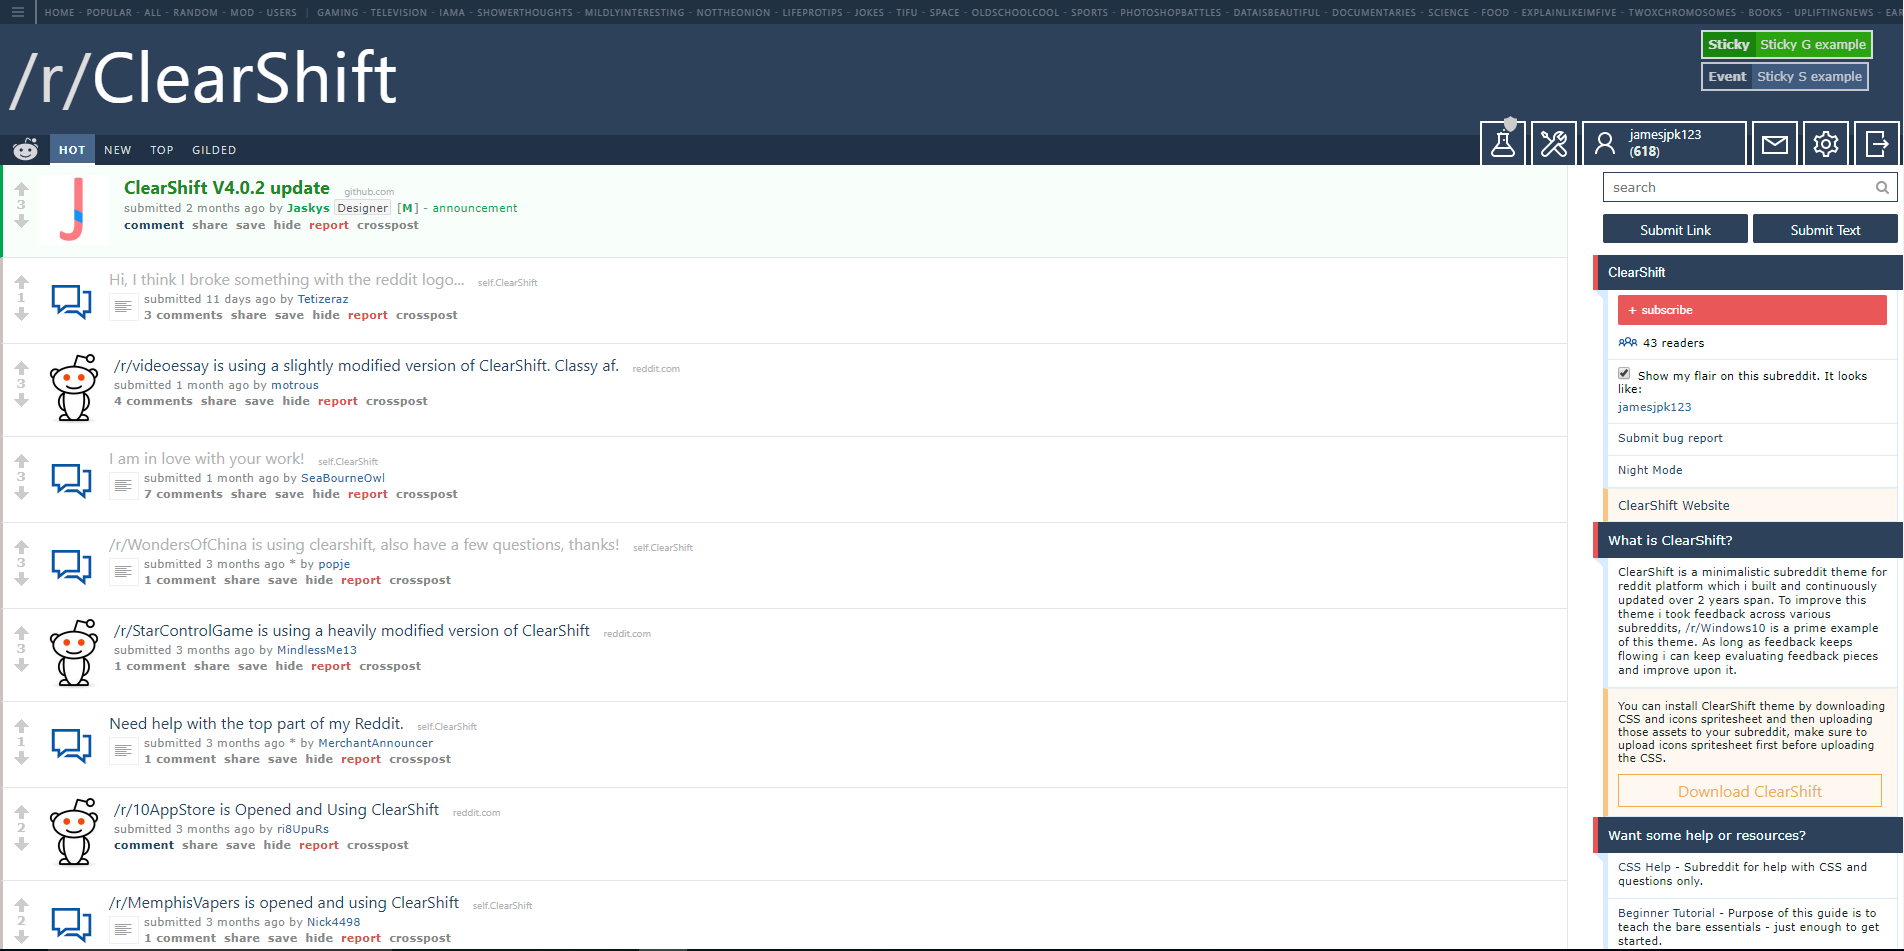 HOME - POPULAR - ALL - RANDOM - MOD - USERS | GAMING - TELEVISION - IAMA - SHOWERTHOUGHTS - MILDLYINTERESTING - NOTTHEONION - LIFEPROTIPS - JOKES - TIFU - SPACE - OLDSCHOOLCOOL - SPORTS - PHOTOSHOPBATTLES - DATAISBEAUTIFUL - DOCUMENTARIES - SCIENCE - FOOD - EXPLAINLIKEIMFIVE - TWOXCHROMOSOMES - BOOKS - UPLIFTINGNEWS - EAR
/r/ClearShift
Sticky Sticky G example
Event Sticky S example
HOT NEW TOP GILDED
jamesjpk123
(618)
3
J
ClearShift V4.0.2 update github.com
submitted 2 months ago by Jaskys Designer [M] - announcement
comment share save hide report crosspost
1
Hi, I think I broke something with the reddit logo... self.ClearShift
submitted 11 days ago by Tetizeraz
3 comments share save hide report crosspost
3
/r/videoessay is using a slightly modified version of ClearShift. Classy af. reddit.com
submitted 1 month ago by motrous
4 comments share save hide report crosspost
3
I am in love with your work! self.ClearShift
submitted 1 month ago by SeaBourneOwl
7 comments share save hide report crosspost
3
/r/WondersOfChina is using clearshift, also have a few questions, thanks! self.ClearShift
submitted 3 months ago * by popje
1 comment share save hide report crosspost
3
/r/StarControlGame is using a heavily modified version of ClearShift reddit.com
submitted 3 months ago by MindlessMe13
1 comment share save hide report crosspost
1
Need help with the top part of my Reddit. self.ClearShift
submitted 3 months ago * by MerchantAnnouncer
1 comment share save hide report crosspost
2
/r/10AppStore is Opened and Using ClearShift reddit.com
submitted 3 months ago by ri8UpuRs
comment share save hide report crosspost
2
/r/MemphisVapers is opened and using ClearShift self.ClearShift
submitted 3 months ago by Nick4498
1 comment share save hide report crosspost
search
Submit Link Submit Text
ClearShift
+ subscribe
43 readers
Show my flair on this subreddit. It looks
like:
jamesjpk123
Submit bug report
Night Mode
ClearShift Website
What is ClearShift?
ClearShift is a minimalistic subreddit theme for
reddit platform which i built and continuously
updated over 2 years span. To improve this
theme i took feedback across various
subreddits, /r/Windows10 is a prime example
of this theme. As long as feedback keeps
flowing i can keep evaluating feedback pieces
and improve upon it.
You can install ClearShift theme by downloading
CSS and icons spritesheet and then uploading
those assets to your subreddit, make sure to
upload icons spritesheet first before uploading
the CSS.
Download ClearShift
Want some help or resources?
CSS Help - Subreddit for help with CSS and
questions only.
Beginner Tutorial - Purpose of this guide is to
teach the bare essentials - just enough to get
started.